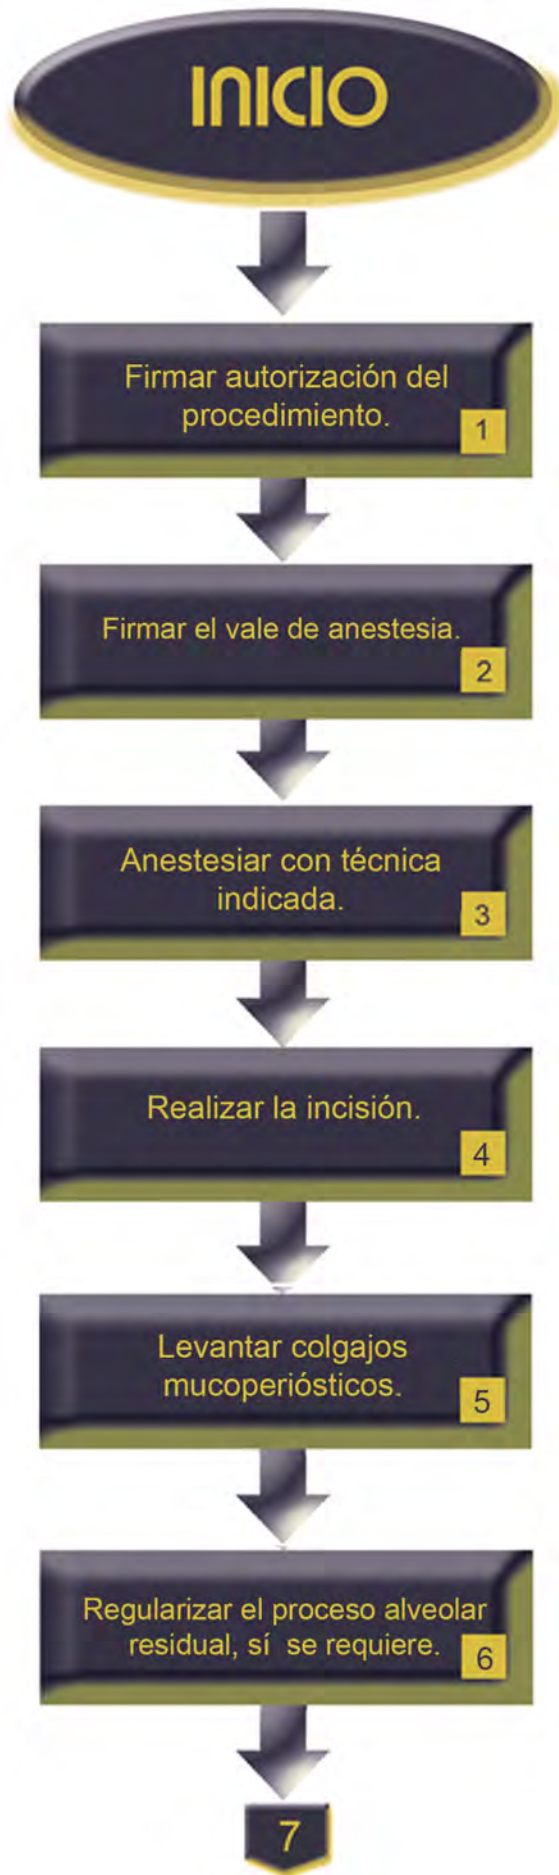 INICIO
Firmar autorización del
procedimiento.
1
Firmar el vale de anestesia.
2
Anestesiar con técnica
indicada.
3
Realizar la incisión.
4
Levantar colgajos
mucoperiósticos.
5
Regularizar el proceso alveolar
residual, sí se requiere.
6
7